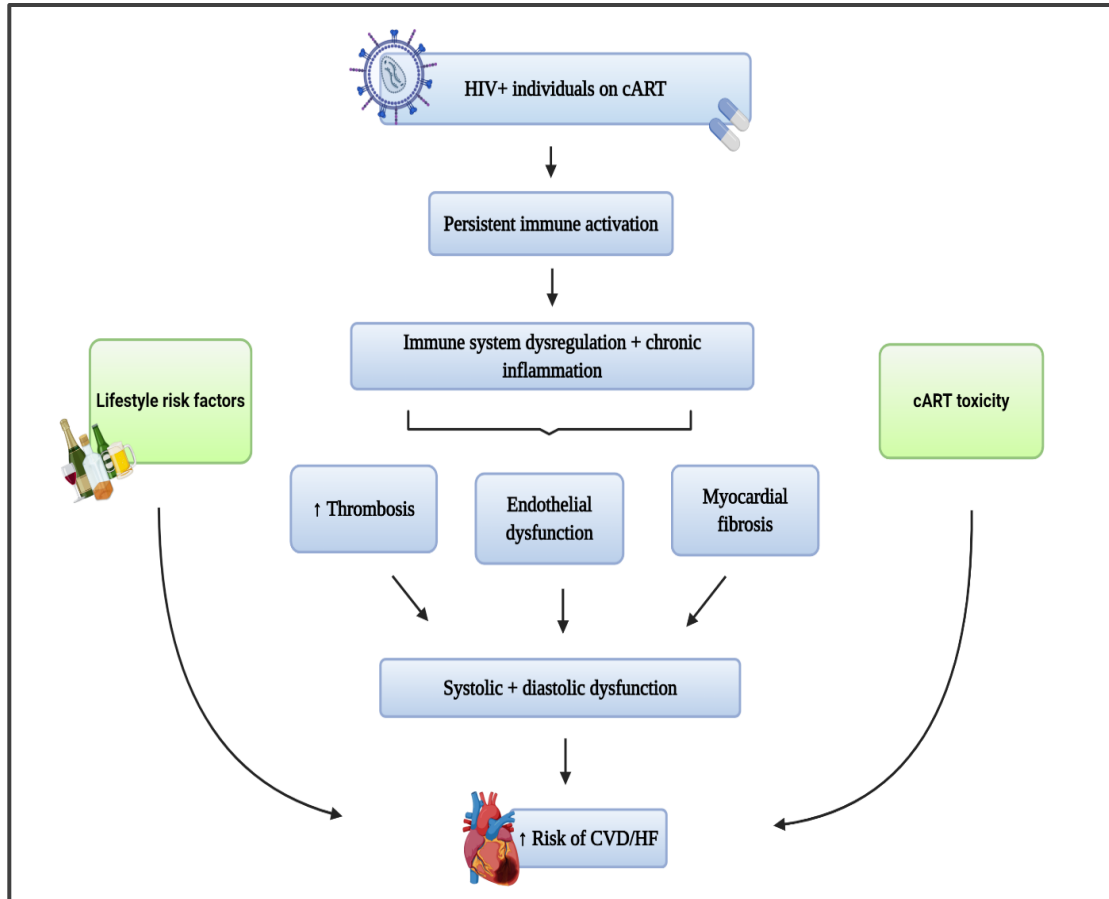 HIV+ individuals on cART
Persistent immune activation
Immune system dysregulation + chronic
inflammation
Lifestyle risk factors
cART toxicity
↑ Thrombosis
Endothelial
dysfunction
Myocardial
fibrosis
Systolic + diastolic dysfunction
↑ Risk of CVD/HF